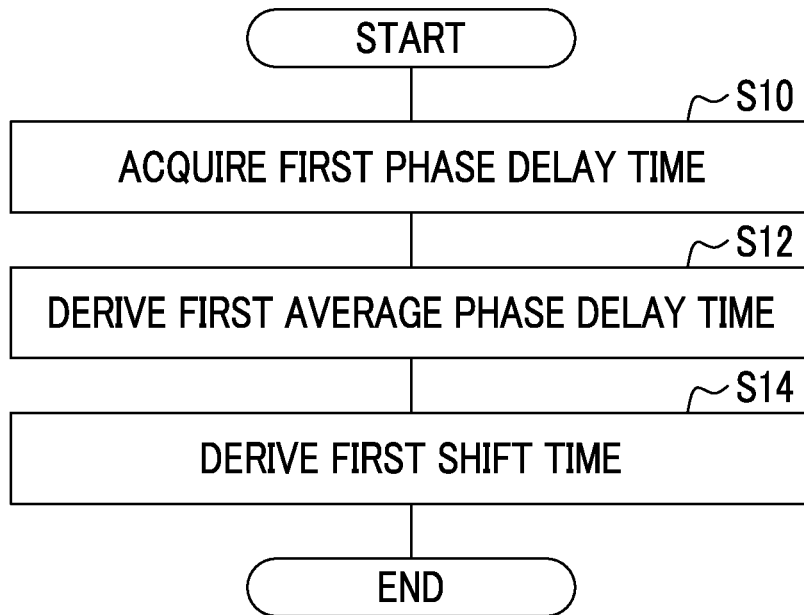 START
S10
ACQUIRE FIRST PHASE DELAY TIME
S12
DERIVE FIRST AVERAGE PHASE DELAY TIME
S14
DERIVE FIRST SHIFT TIME
END